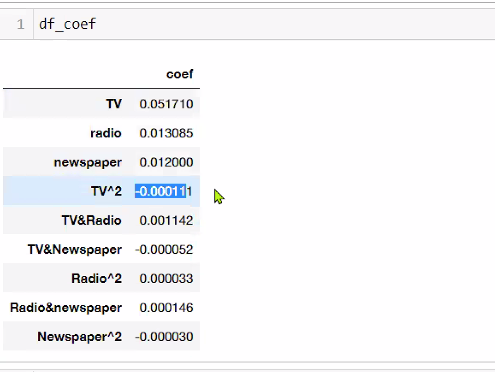 1 df_coef
coef
TV 0.051710
radio 0.013085
newspaper 0.012000
TV^2 -0.000111
TV&Radio 0.001142
TV&Newspaper -0.000052
Radio^2 0.000033
Radio&newspaper 0.000146
Newspaper^2 -0.000030